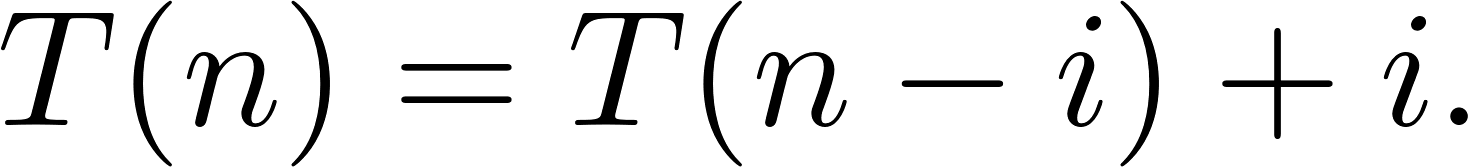 T(n) = T(n − i) + i.